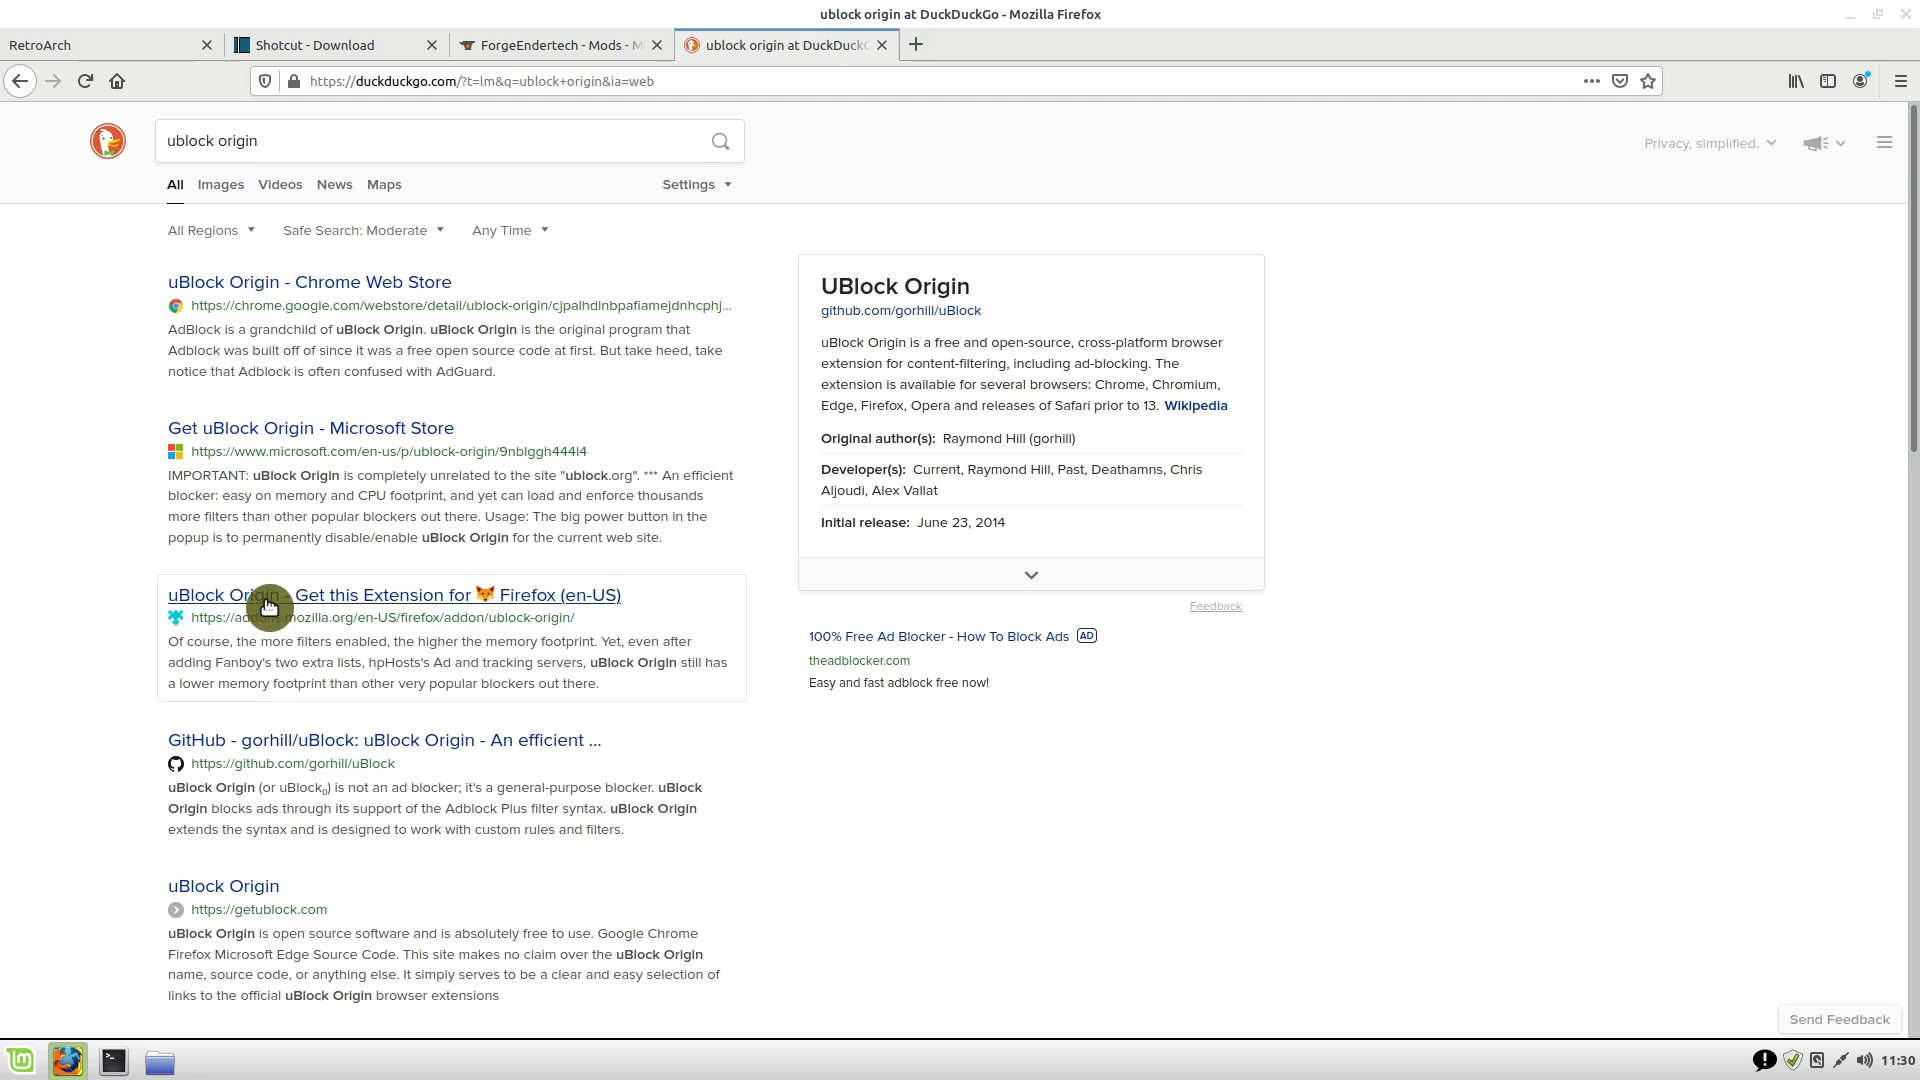 ublock origin at DuckDuckGo - Mozilla Firefox
RetroArch
Shotcut - Download
ForgeEndertech - Mods - M
ublock origin at DuckDuckG
https://duckduckgo.com/?t=lm&q=ublock+origin&ia=web
ublock origin
Privacy, simplified.
All Images Videos News Maps Settings
All Regions Safe Search: Moderate Any Time
uBlock Origin - Chrome Web Store
https://chrome.google.com/webstore/detail/ublock-origin/cjpalhdlnbpafiamejdnhcphj...
AdBlock is a grandchild of uBlock Origin. uBlock Origin is the original program that
Adblock was built off of since it was a free open source code at first. But take heed, take
notice that Adblock is often confused with AdGuard.
Get uBlock Origin - Microsoft Store
https://www.microsoft.com/en-us/p/ublock-origin/9nblggh444l4
IMPORTANT: uBlock Origin is completely unrelated to the site "ublock.org". *** An efficient
blocker: easy on memory and CPU footprint, and yet can load and enforce thousands
more filters than other popular blockers out there. Usage: The big power button in the
popup is to permanently disable/enable uBlock Origin for the current web site.
uBlock Origin - Get this Extension for 🦊 Firefox (en-US)
https://addons.mozilla.org/en-US/firefox/addon/ublock-origin/
Of course, the more filters enabled, the higher the memory footprint. Yet, even after
adding Fanboy's two extra lists, hpHosts's Ad and tracking servers, uBlock Origin still has
a lower memory footprint than other very popular blockers out there.
GitHub - gorhill/uBlock: uBlock Origin - An efficient ...
https://github.com/gorhill/uBlock
uBlock Origin (or uBlock₀) is not an ad blocker; it's a general-purpose blocker. uBlock
Origin blocks ads through its support of the Adblock Plus filter syntax. uBlock Origin
extends the syntax and is designed to work with custom rules and filters.
uBlock Origin
https://getublock.com
uBlock Origin is open source software and is absolutely free to use. Google Chrome
Firefox Microsoft Edge Source Code. This site makes no claim over the uBlock Origin
name, source code, or anything else. It simply serves to be a clear and easy selection of
links to the official uBlock Origin browser extensions
UBlock Origin
github.com/gorhill/uBlock
uBlock Origin is a free and open-source, cross-platform browser
extension for content-filtering, including ad-blocking. The
extension is available for several browsers: Chrome, Chromium,
Edge, Firefox, Opera and releases of Safari prior to 13. Wikipedia
Original author(s): Raymond Hill (gorhill)
Developer(s): Current, Raymond Hill, Past, Deathamns, Chris
Aljoudi, Alex Vallat
Initial release: June 23, 2014
Feedback
100% Free Ad Blocker - How To Block Ads AD
theadblocker.com
Easy and fast adblock free now!
Send Feedback
11:30